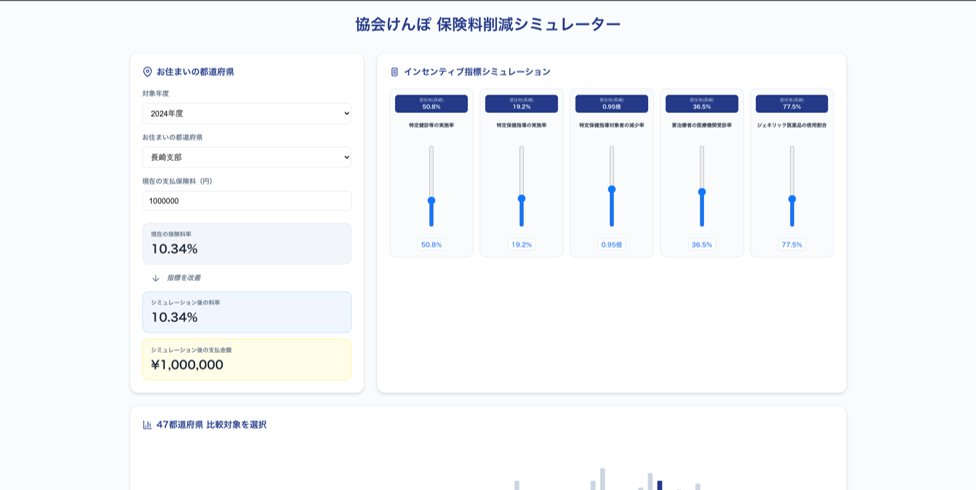 協会けんぽ 保険料削減シミュレーター
お住まいの都道府県
対象年度
2024年度
お住まいの都道府県
長崎支部
現在の支払保険料（円）
1000000
現在の保険料率
10.34%
指標を改善
シミュレーション後の料率
10.34%
シミュレーション後の支払金額
¥1,000,000
インセンティブ指標シミュレーション
居住地(長崎)
50.8%
特定健診等の実施率
50.8%
居住地(長崎)
19.2%
特定保健指導の実施率
19.2%
居住地(長崎)
0.95倍
特定保健指導対象者の減少率
0.95倍
居住地(長崎)
36.5%
要治療者の医療機関受診率
36.5%
居住地(長崎)
77.5%
ジェネリック医薬品の使用割合
77.5%
47都道府県 比較対象を選択